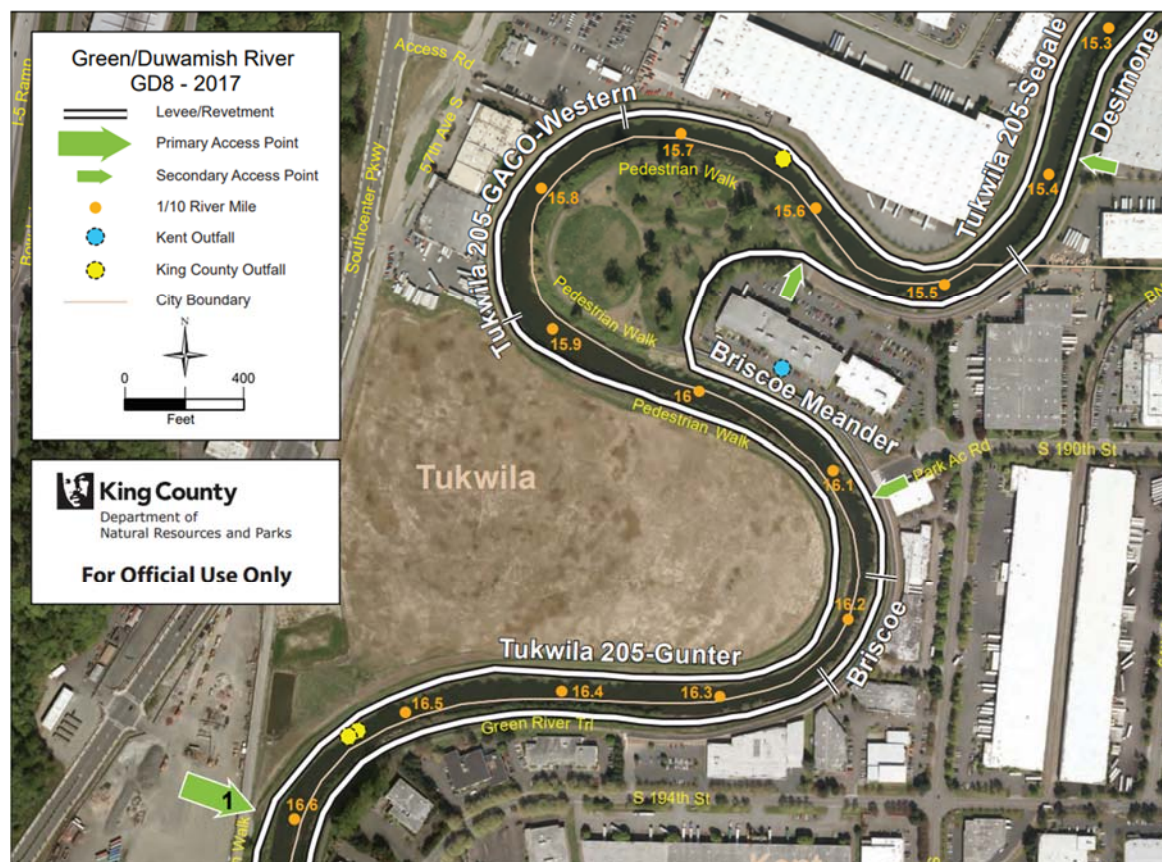 Green/Duwamish River
GD8 - 2017
Levee/Revetment
Primary Access Point
Secondary Access Point
1/10 River Mile
Kent Outfall
King County Outfall
City Boundary
N
0
400
Feet
King County
Department of
Natural Resources and Parks
For Official Use Only
I-5 Ramp
Access Rd
57th Ave S
Southcenter Pkwy
Tukwila 205-GACO-Western
Tukwila 205-Segale
Desimone
15.3
15.4
15.5
15.6
15.7
15.8
15.9
16
16.1
16.2
16.3
16.4
16.5
16.6
Pedestrian Walk
Pedestrian Walk
Pedestrian Walk
Briscoe Meander
Park Ac Rd
S 190th St
Tukwila
Tukwila 205-Gunter
Briscoe
Green River Trl
S 194th St
1
Walk